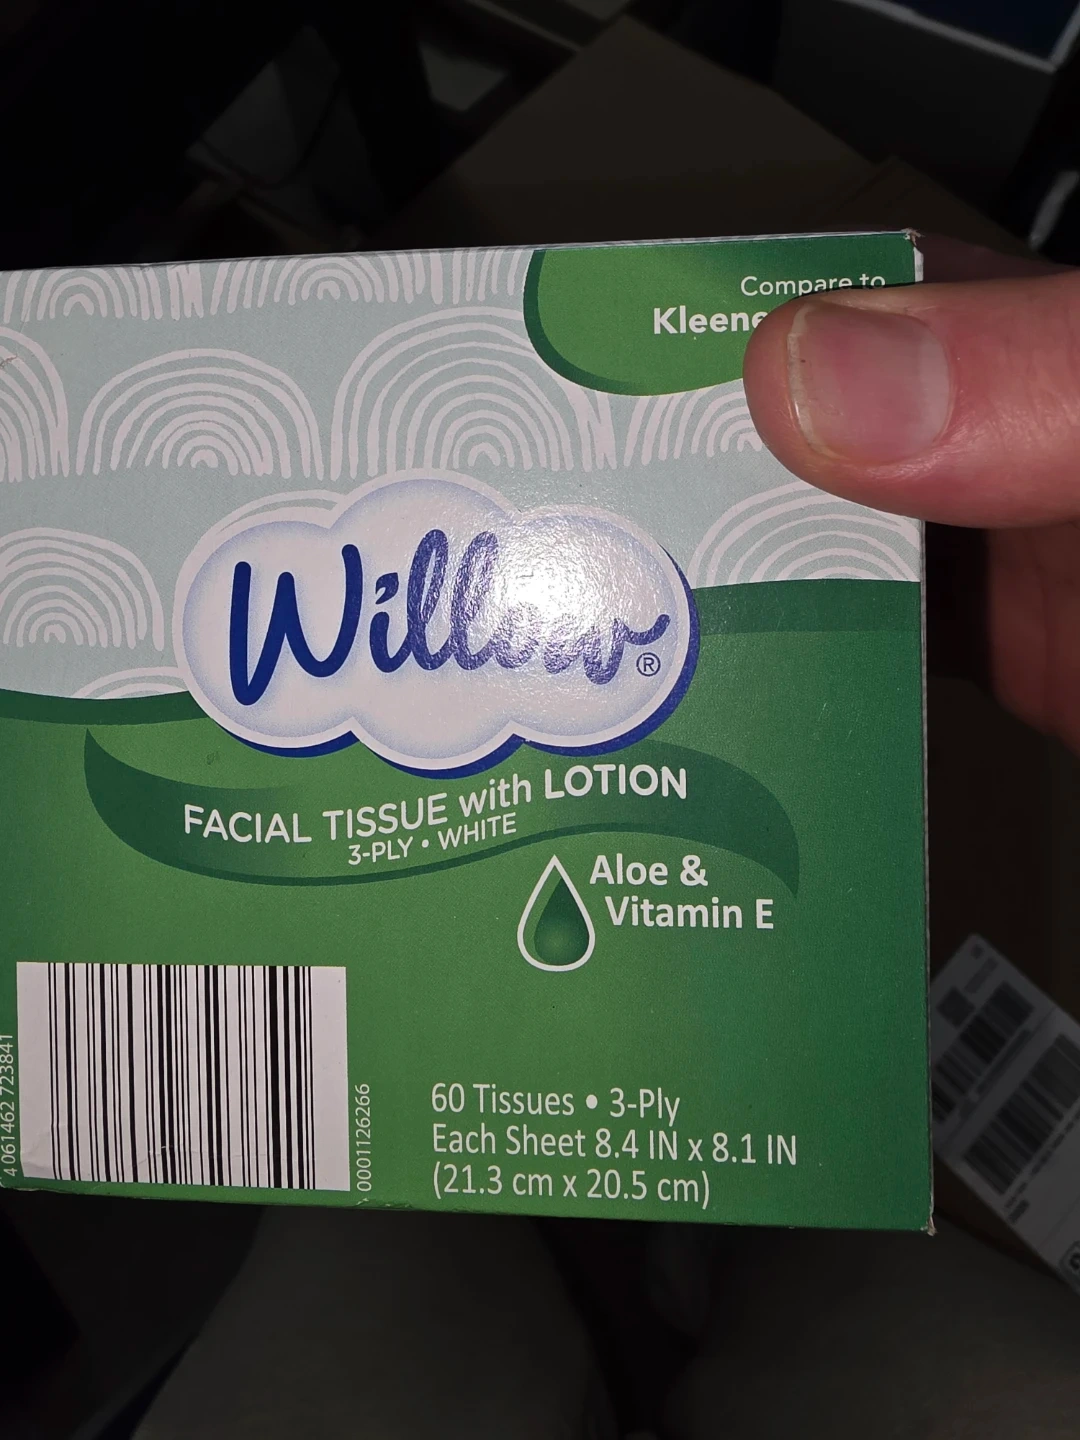 Compare to
Kleene
Willow®
FACIAL TISSUE with LOTION
3-PLY • WHITE
Aloe &
Vitamin E
4 061462 723841
0001126266
60 Tissues • 3-Ply
Each Sheet 8.4 IN x 8.1 IN
(21.3 cm x 20.5 cm)